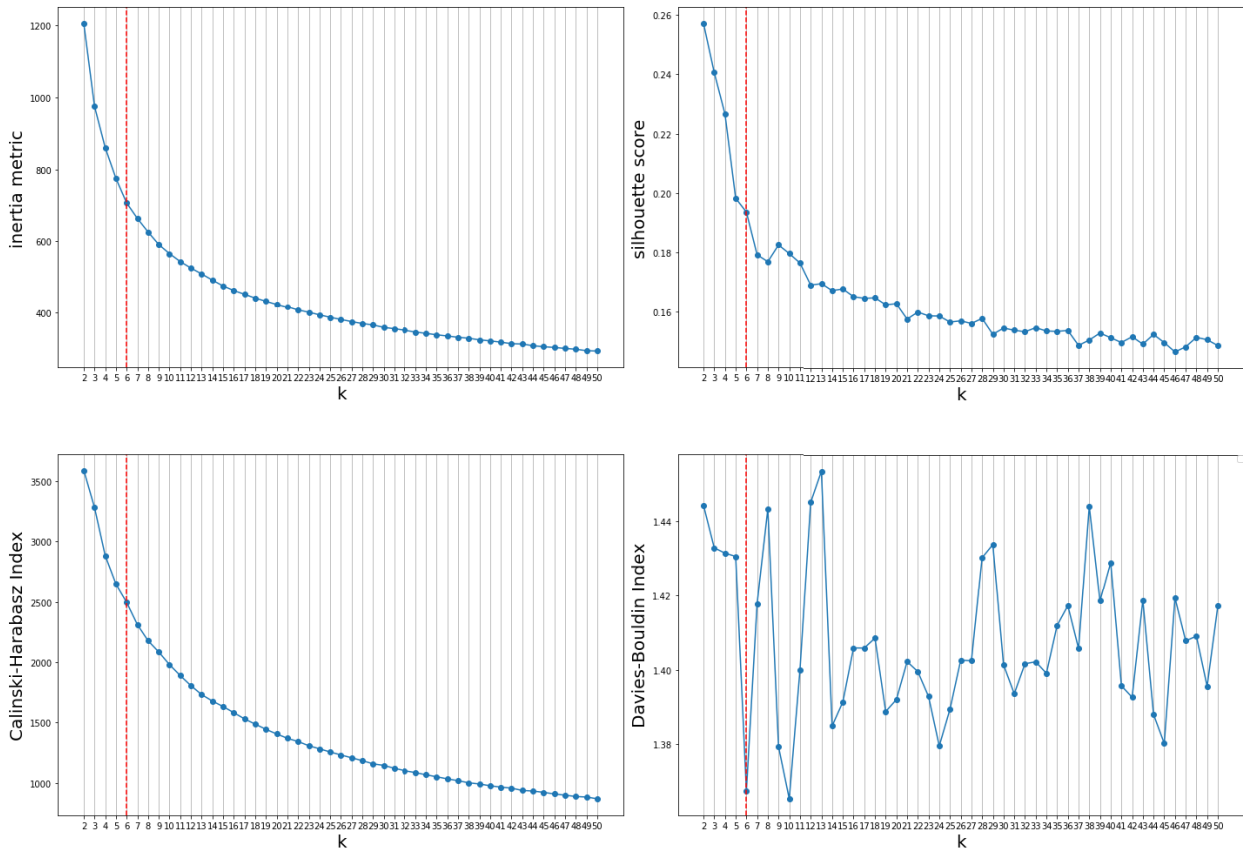 1200
1000
800
600
400
inertia metric
2 3 4 5 6 7 8 9 10 11 12 13 14 15 16 17 18 19 20 21 22 23 24 25 26 27 28 29 30 31 32 33 34 35 36 37 38 39 40 41 42 43 44 45 46 47 48 49 50
k
0.26
0.24
0.22
0.20
0.18
0.16
silhouette score
2 3 4 5 6 7 8 9 10 11 12 13 14 15 16 17 18 19 20 21 22 23 24 25 26 27 28 29 30 31 32 33 34 35 36 37 38 39 40 41 42 43 44 45 46 47 48 49 50
k
3500
3000
2500
2000
1500
1000
Calinski-Harabasz Index
2 3 4 5 6 7 8 9 10 11 12 13 14 15 16 17 18 19 20 21 22 23 24 25 26 27 28 29 30 31 32 33 34 35 36 37 38 39 40 41 42 43 44 45 46 47 48 49 50
k
1.44
1.42
1.40
1.38
Davies-Bouldin Index
2 3 4 5 6 7 8 9 10 11 12 13 14 15 16 17 18 19 20 21 22 23 24 25 26 27 28 29 30 31 32 33 34 35 36 37 38 39 40 41 42 43 44 45 46 47 48 49 50
k